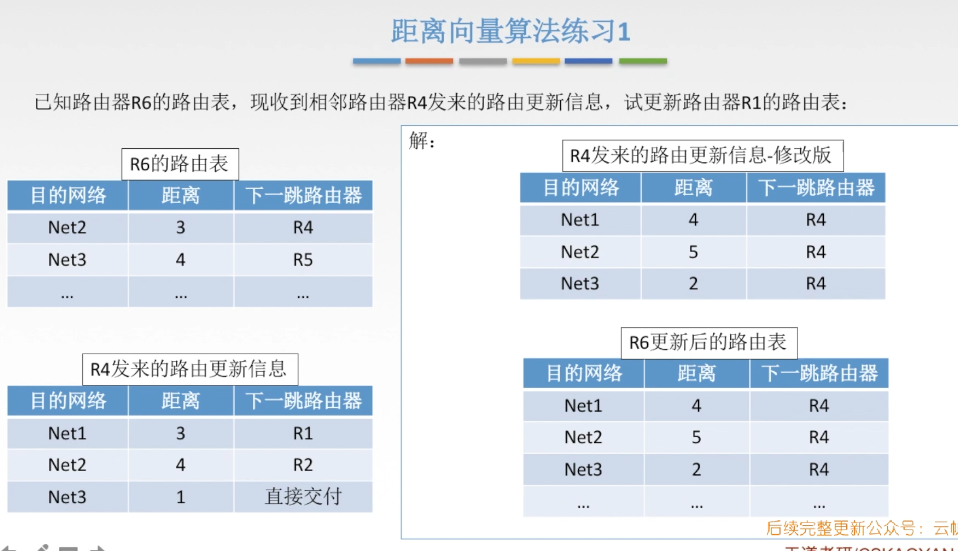 距离向量算法练习1
已知路由器R6的路由表，现收到相邻路由器R4发来的路由更新信息，试更新路由器R1的路由表：
R6的路由表
目的网络 距离 下一跳路由器
Net2 3 R4
Net3 4 R5
... ... ...
R4发来的路由更新信息
目的网络 距离 下一跳路由器
Net1 3 R1
Net2 4 R2
Net3 1 直接交付
解：
R4发来的路由更新信息-修改版
目的网络 距离 下一跳路由器
Net1 4 R4
Net2 5 R4
Net3 2 R4
R6更新后的路由表
目的网络 距离 下一跳路由器
Net1 4 R4
Net2 5 R4
Net3 2 R4
... ... ...
后续完整更新公众号：云